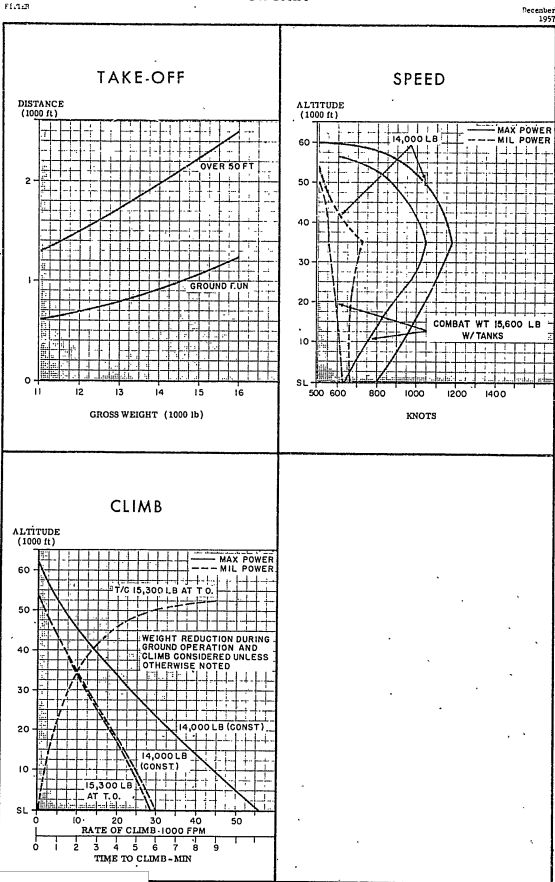 December
1957
TAKE-OFF
DISTANCE
(1000 ft)
2
1
0
OVER 50 FT
GROUND RUN
11 12 13 14 15 16
GROSS WEIGHT (1000 lb)
SPEED
ALTITUDE
(1000 ft)
60
50
40
30
20
10
SL
MAX POWER
MIL POWER
14,000 LB
COMBAT WT 15,600 LB
W/TANKS
500 600 800 1000 1200 1400
KNOTS
CLIMB
ALTITUDE
(1000 ft)
60
50
40
30
20
10
SL
MAX POWER
MIL POWER
T/C 15,300 LB AT T.O.
WEIGHT REDUCTION DURING
GROUND OPERATION AND
CLIMB CONSIDERED UNLESS
OTHERWISE NOTED
14,000 LB (CONST)
14,000 LB
(CONST)
15,300 LB
AT T.O.
0 10 20 30 40 50
RATE OF CLIMB-1000 FPM
0 1 2 3 4 5 6 7 8 9
TIME TO CLIMB-MIN